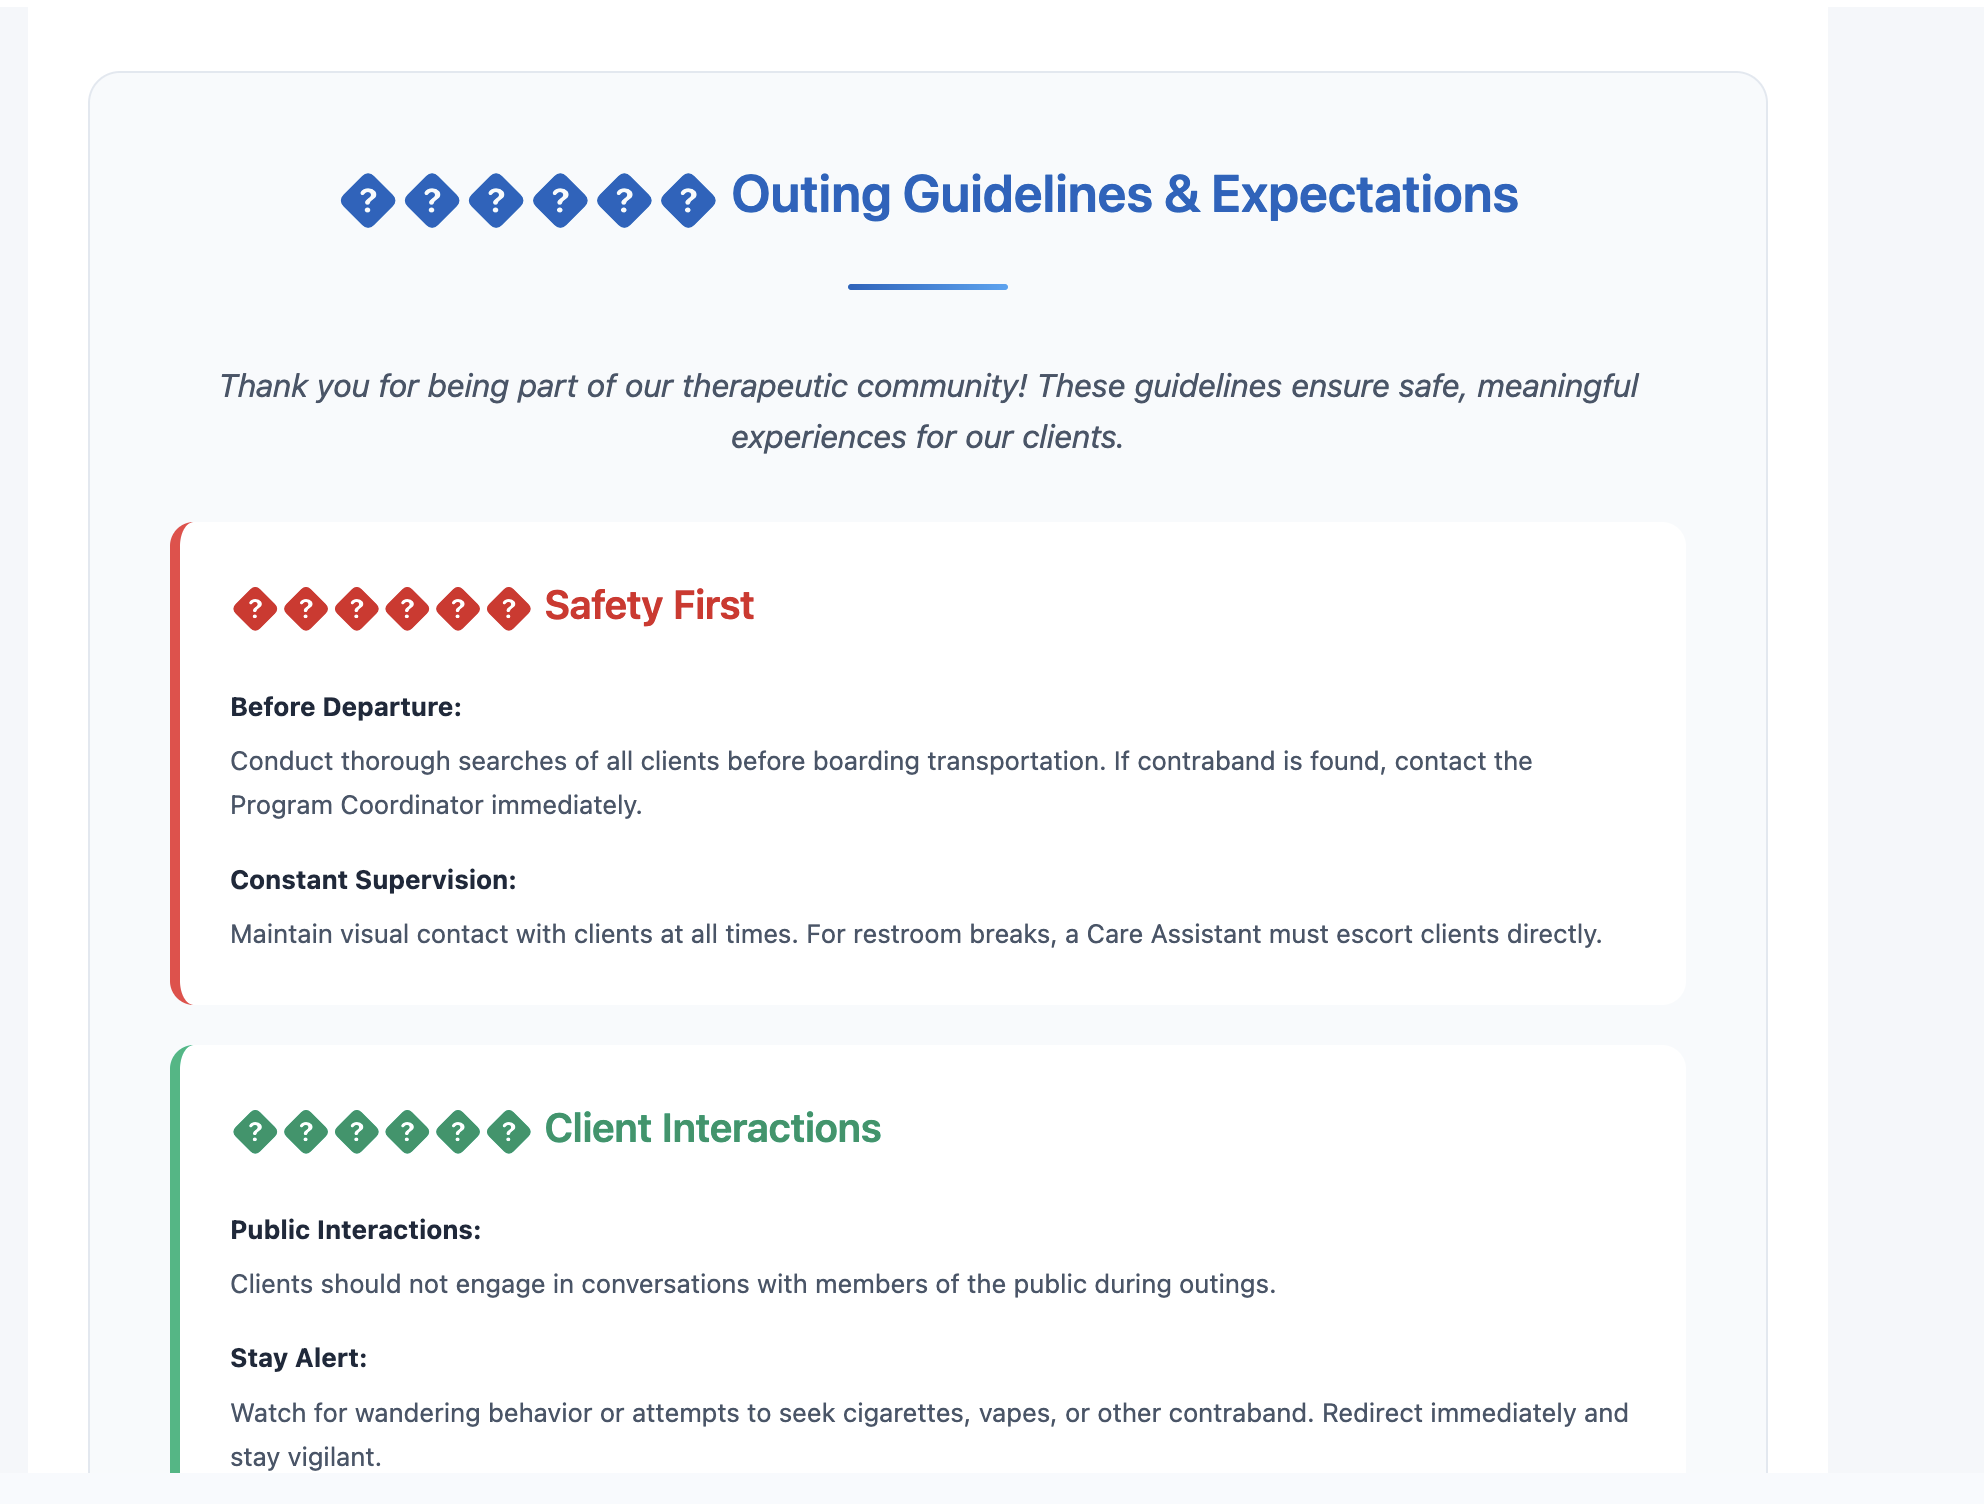 ������ Outing Guidelines & Expectations
Thank you for being part of our therapeutic community! These guidelines ensure safe, meaningful
experiences for our clients.
������ Safety First
Before Departure:
Conduct thorough searches of all clients before boarding transportation. If contraband is found, contact the
Program Coordinator immediately.
Constant Supervision:
Maintain visual contact with clients at all times. For restroom breaks, a Care Assistant must escort clients directly.
������ Client Interactions
Public Interactions:
Clients should not engage in conversations with members of the public during outings.
Stay Alert:
Watch for wandering behavior or attempts to seek cigarettes, vapes, or other contraband. Redirect immediately and
stay vigilant.